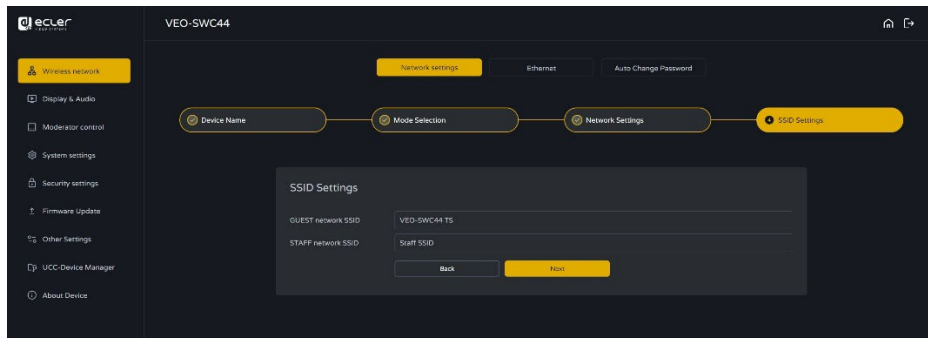 ecler
VEO-SWC44
Wireless network
Display & Audio
Moderator control
System settings
Security settings
Firmware Update
Other Settings
UCC-Device Manager
About Device
Network settings
Ethernet
Auto Change Password
Device Name
Mode Selection
Network Settings
4 SSID Settings
SSID Settings
GUEST network SSID
VEO-SWC44 TS
STAFF network SSID
Staff SSID
Back
Next